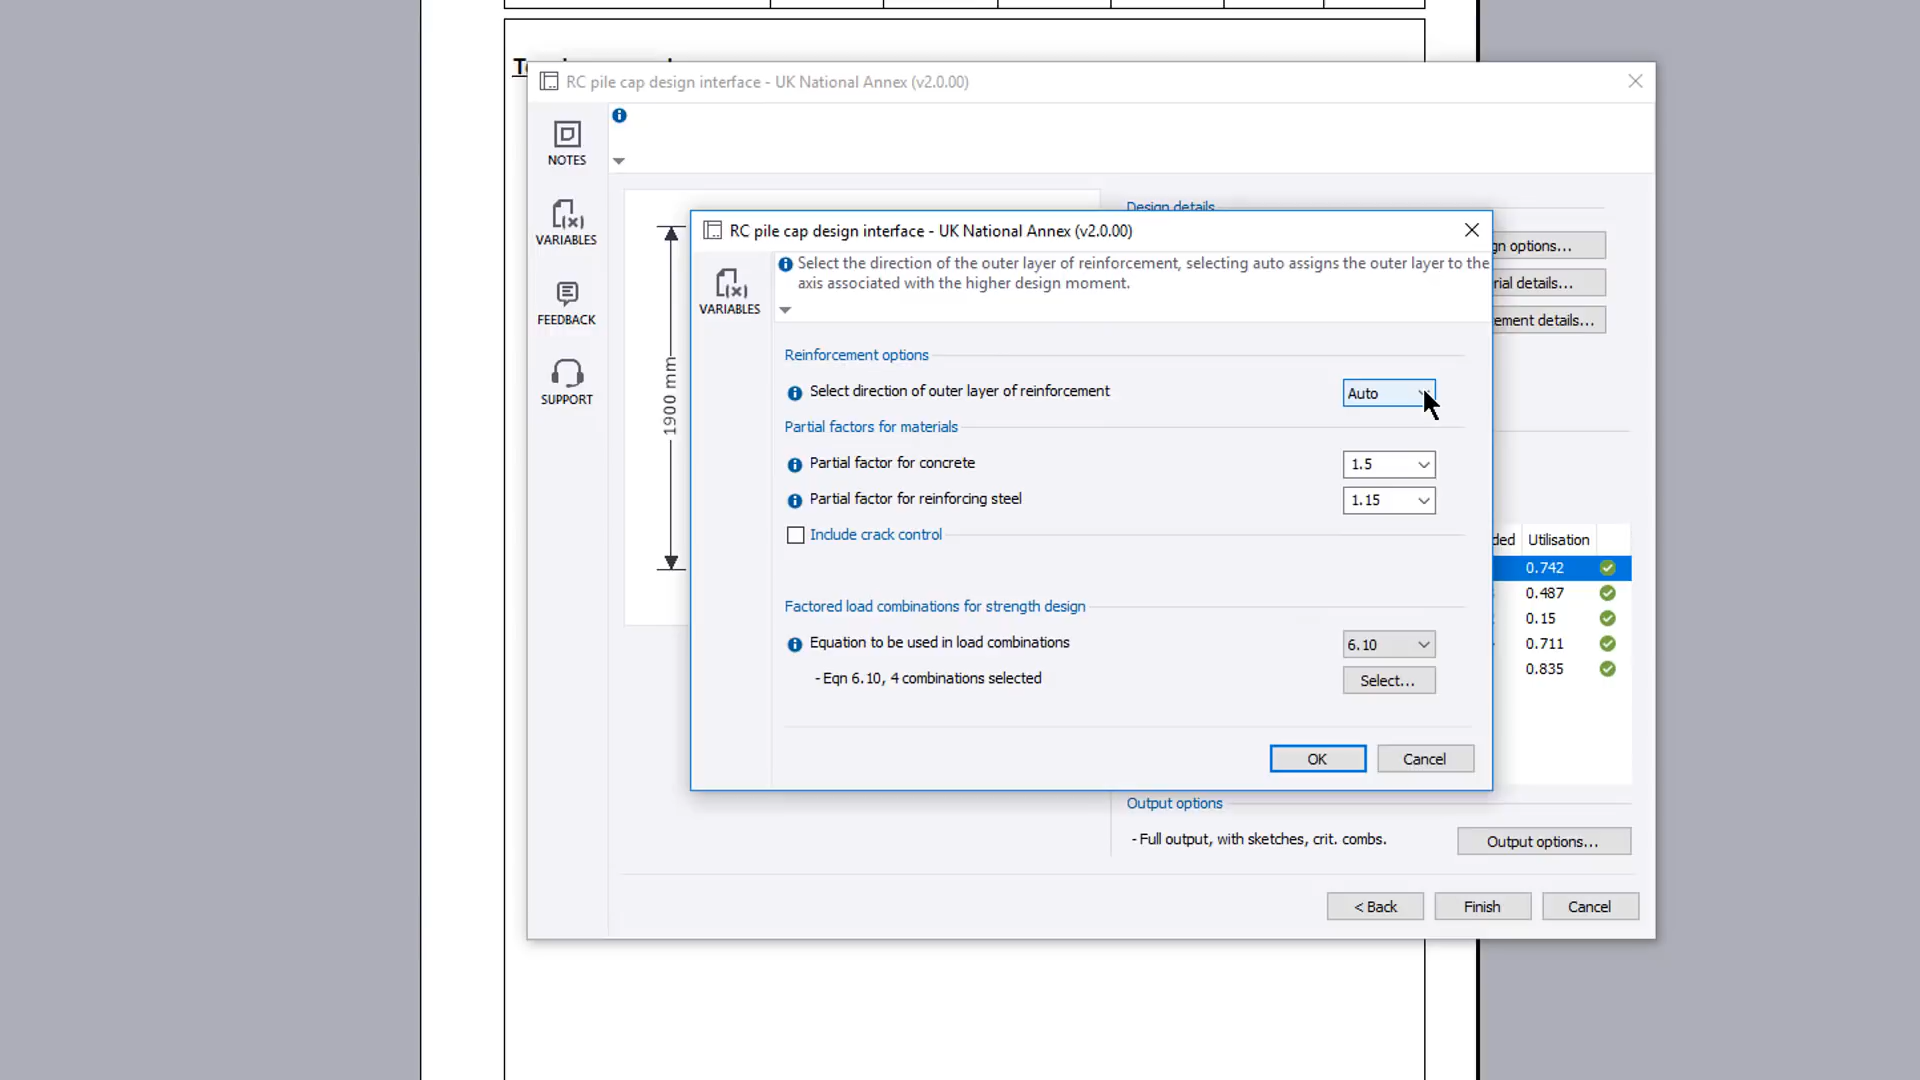 RC pile cap design interface - UK National Annex (v2.0.00)
NOTES
VARIABLES
FEEDBACK
SUPPORT
1900 mm
Design details
gn options...
rial details...
ement details...
RC pile cap design interface - UK National Annex (v2.0.00)
VARIABLES
Select the direction of the outer layer of reinforcement, selecting auto assigns the outer layer to the
axis associated with the higher design moment.
Reinforcement options
Select direction of outer layer of reinforcement
Auto
Partial factors for materials
Partial factor for concrete
1.5
Partial factor for reinforcing steel
1.15
Include crack control
Factored load combinations for strength design
Equation to be used in load combinations
6.10
- Eqn 6.10, 4 combinations selected
Select...
OK
Cancel
ded
Utilisation
0.742
0.487
0.15
0.711
0.835
Output options
- Full output, with sketches, crit. combs.
Output options...
< Back
Finish
Cancel